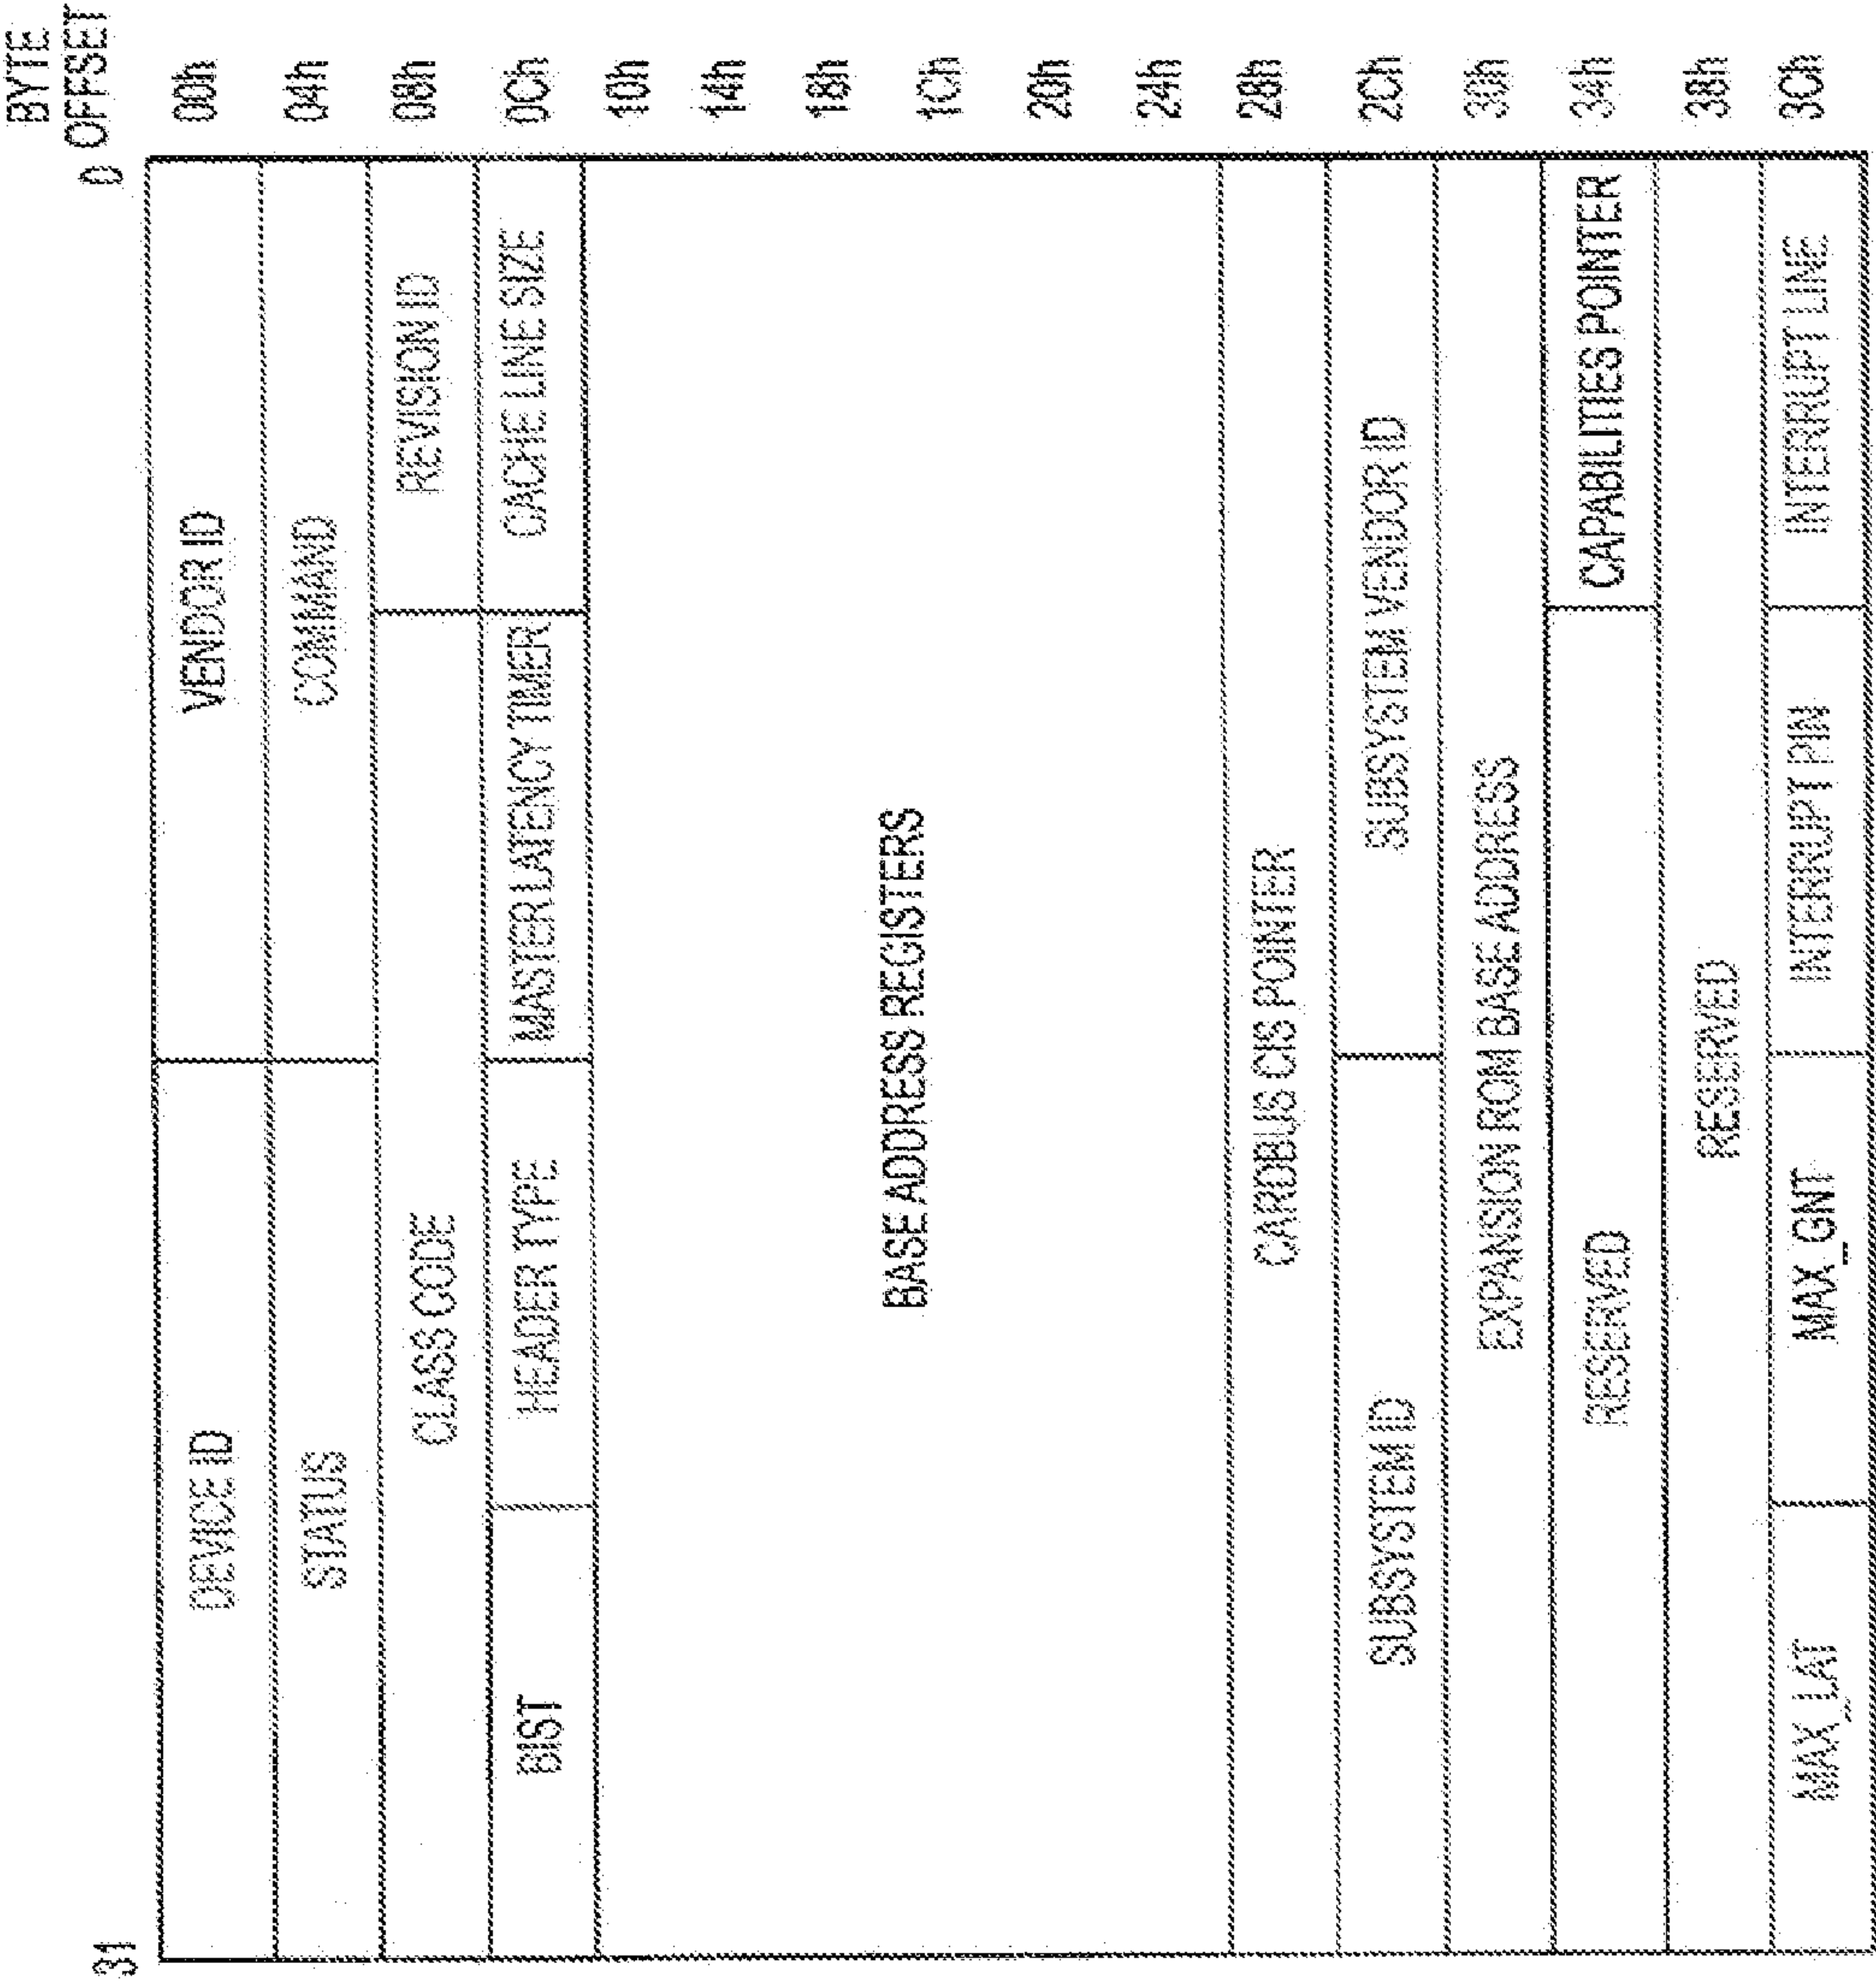 BYTE
31 0 OFFSET
DEVICE ID VENDOR ID 00h
STATUS COMMAND 04h
CLASS CODE REVISION ID 08h
BIST HEADER TYPE MASTER LATENCY TIMER CACHE LINE SIZE 0Ch
10h
14h
18h
BASE ADDRESS REGISTERS
1Ch
20h
24h
CARDBUS CIS POINTER 28h
SUBSYSTEM ID SUBSYSTEM VENDOR ID 2Ch
EXPANSION ROM BASE ADDRESS 30h
RESERVED CAPABILITIES POINTER 34h
RESERVED 38h
MAX_LAT MAX_GNT INTERRUPT PIN INTERRUPT LINE 3Ch